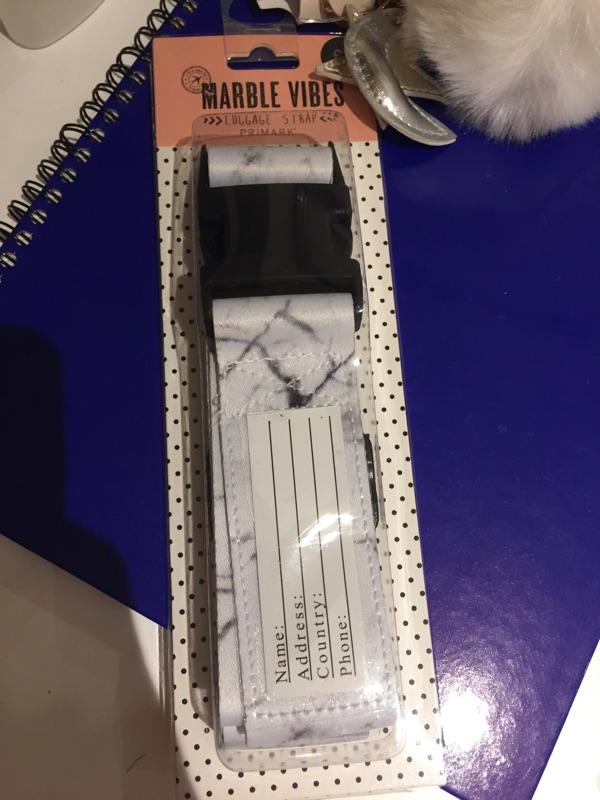 MARBLE VIBES
LUGGAGE STRAP
PRIMARK
Name:
Address:
Country:
Phone: